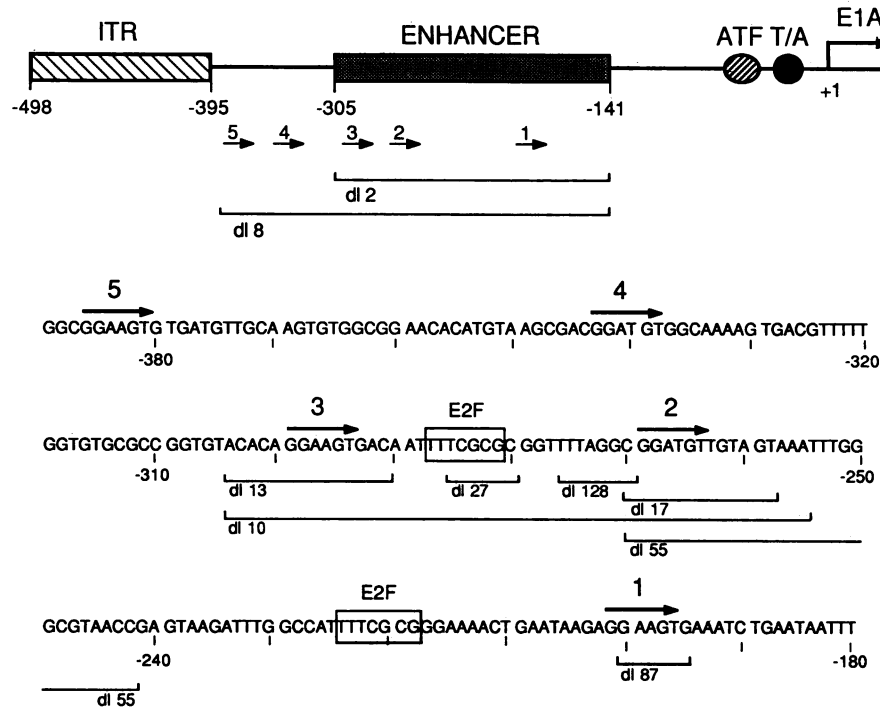 ITR ENHANCER ATF T/A E1A
-498 -395 -305 -141 +1
5 4 3 2 1
dl 2
dl 8
5 4
GGCGGAAGTG TGATGTTGCA AGTGTGGCGG AACACATGTA AGCGACGGAT GTGGCAAAAG TGACGTTTTT
-380 -320
3 E2F 2
GGTGTGCGCC GGTGTACACA GGAAGTGACA ATTTTCGCGC GGTTTTAGGC GGATGTTGTA GTAAATTTGG
-310 -250
dl 13 dl 27 dl 128
dl 17
dl 10
dl 55
E2F 1
GCGTAACCGA GTAAGATTTG GCCATTTTCG CGGGAAAACT GAATAAGAGG AAGTGAAATC TGAATAATTT
-240 -180
dl 87
dl 55